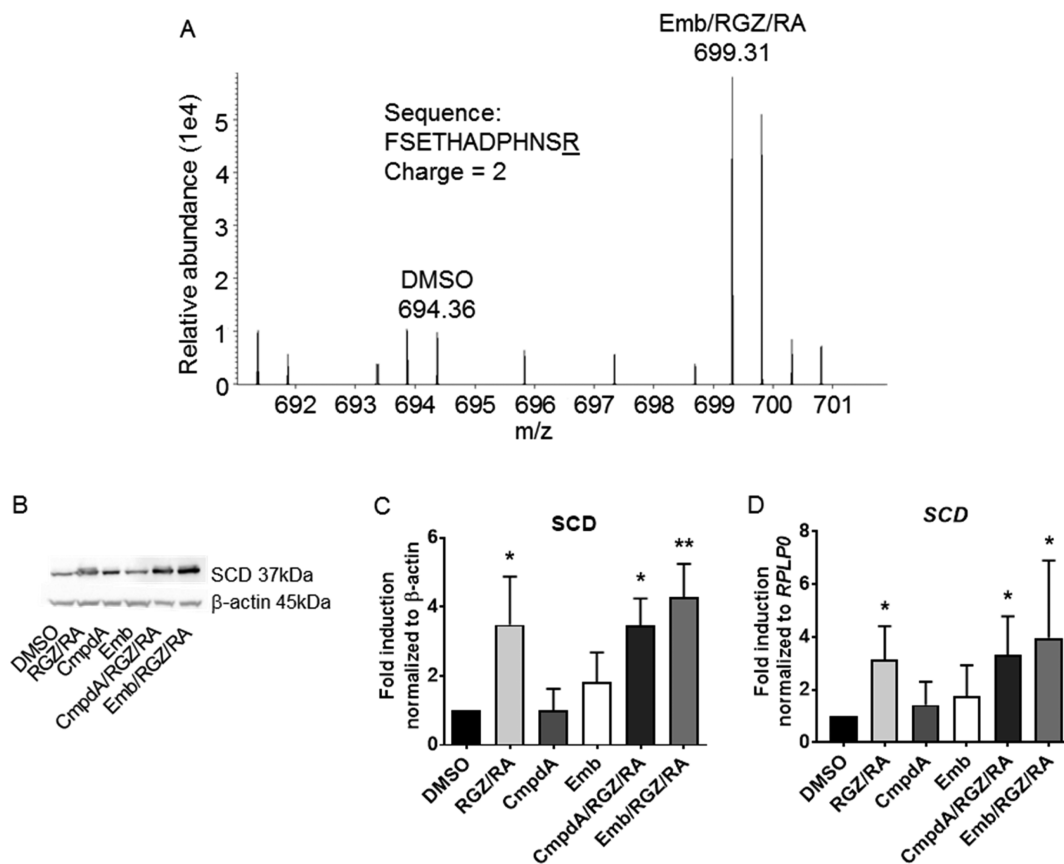 A
Emb/RGZ/RA
699.31
Sequence:
FSETHADPHNSR
Charge = 2
DMSO
694.36
Relative abundance (1e4)
5
4
3
2
1
0
692 693 694 695 696 697 698 699 700 701
m/z
B
SCD 37kDa
β-actin 45kDa
DMSO
RGZ/RA
CmpdA
Emb
CmpdA/RGZ/RA
Emb/RGZ/RA
C
SCD
Fold induction
normalized to β-actin
6
4
2
0
*
*
**
DMSO
RGZ/RA
CmpdA
Emb
CmpdA/RGZ/RA
Emb/RGZ/RA
D
SCD
Fold induction
normalized to RPLP0
8
6
4
2
0
*
*
*
DMSO
RGZ/RA
CmpdA
Emb
CmpdA/RGZ/RA
Emb/RGZ/RA